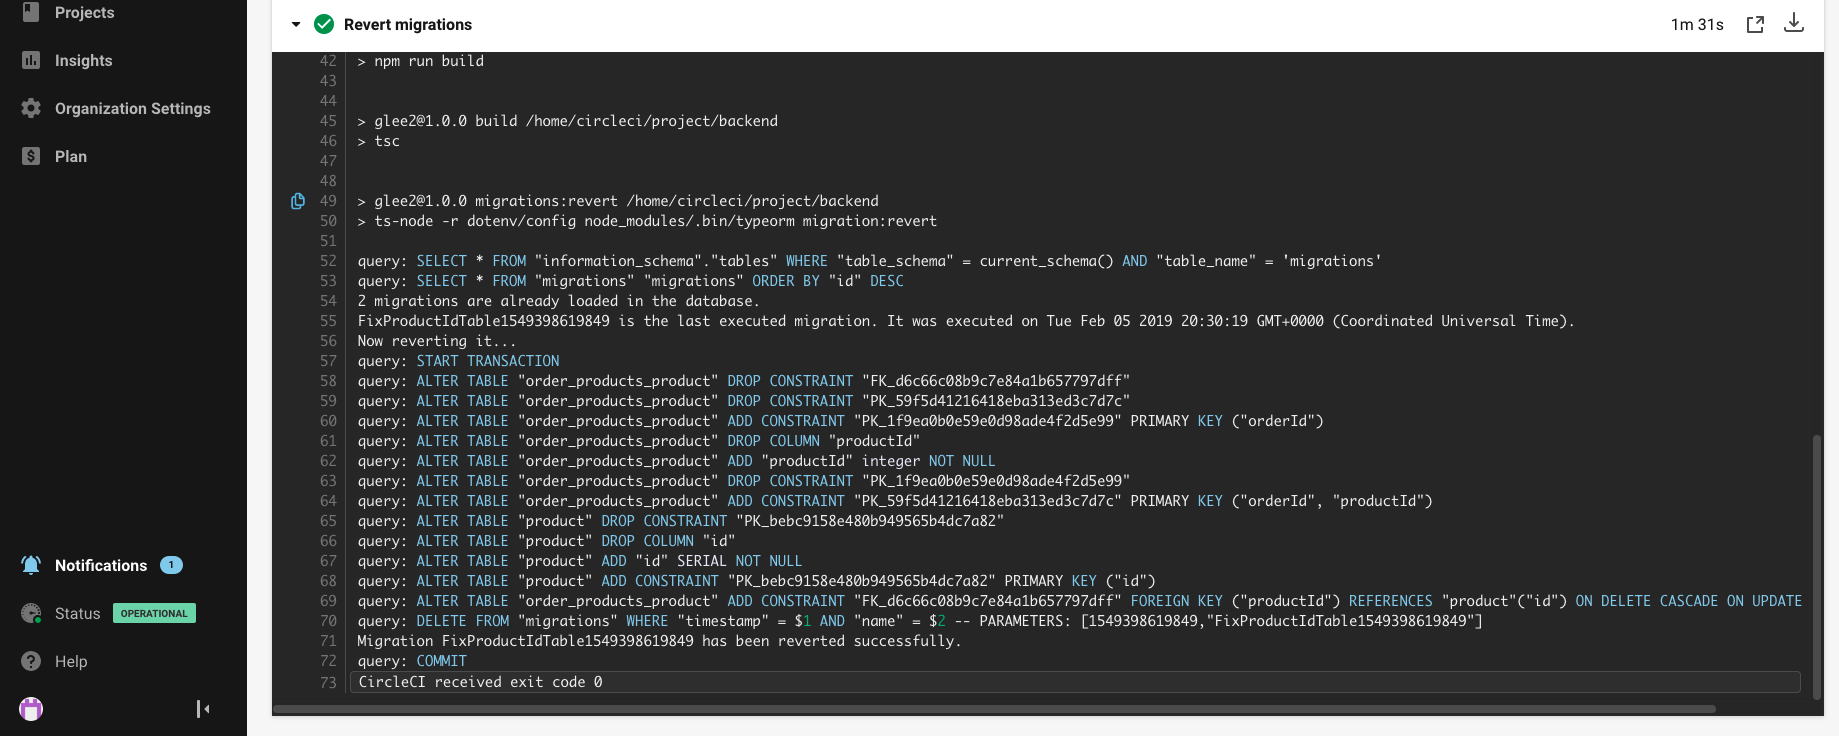 Projects
Insights
Organization Settings
Plan
Notifications 1
Status OPERATIONAL
Help
Revert migrations
1m 31s
42 > npm run build
43
44
45 > glee2@1.0.0 build /home/circleci/project/backend
46 > tsc
47
48
49 > glee2@1.0.0 migrations:revert /home/circleci/project/backend
50 > ts-node -r dotenv/config node_modules/.bin/typeorm migration:revert
51
52 query: SELECT * FROM "information_schema"."tables" WHERE "table_schema" = current_schema() AND "table_name" = 'migrations'
53 query: SELECT * FROM "migrations" "migrations" ORDER BY "id" DESC
54 2 migrations are already loaded in the database.
55 FixProductIdTable1549398619849 is the last executed migration. It was executed on Tue Feb 05 2019 20:30:19 GMT+0000 (Coordinated Universal Time).
56 Now reverting it...
57 query: START TRANSACTION
58 query: ALTER TABLE "order_products_product" DROP CONSTRAINT "FK_d6c66c08b9c7e84a1b657797dff"
59 query: ALTER TABLE "order_products_product" DROP CONSTRAINT "PK_59f5d41216418eba313ed3c7d7c"
60 query: ALTER TABLE "order_products_product" ADD CONSTRAINT "PK_1f9ea0b0e59e0d98ade4f2d5e99" PRIMARY KEY ("orderId")
61 query: ALTER TABLE "order_products_product" DROP COLUMN "productId"
62 query: ALTER TABLE "order_products_product" ADD "productId" integer NOT NULL
63 query: ALTER TABLE "order_products_product" DROP CONSTRAINT "PK_1f9ea0b0e59e0d98ade4f2d5e99"
64 query: ALTER TABLE "order_products_product" ADD CONSTRAINT "PK_59f5d41216418eba313ed3c7d7c" PRIMARY KEY ("orderId", "productId")
65 query: ALTER TABLE "product" DROP CONSTRAINT "PK_bebc9158e480b949565b4dc7a82"
66 query: ALTER TABLE "product" DROP COLUMN "id"
67 query: ALTER TABLE "product" ADD "id" SERIAL NOT NULL
68 query: ALTER TABLE "product" ADD CONSTRAINT "PK_bebc9158e480b949565b4dc7a82" PRIMARY KEY ("id")
69 query: ALTER TABLE "order_products_product" ADD CONSTRAINT "FK_d6c66c08b9c7e84a1b657797dff" FOREIGN KEY ("productId") REFERENCES "product"("id") ON DELETE CASCADE ON UPDATE
70 query: DELETE FROM "migrations" WHERE "timestamp" = $1 AND "name" = $2 -- PARAMETERS: [1549398619849,"FixProductIdTable1549398619849"]
71 Migration FixProductIdTable1549398619849 has been reverted successfully.
72 query: COMMIT
73 CircleCI received exit code 0